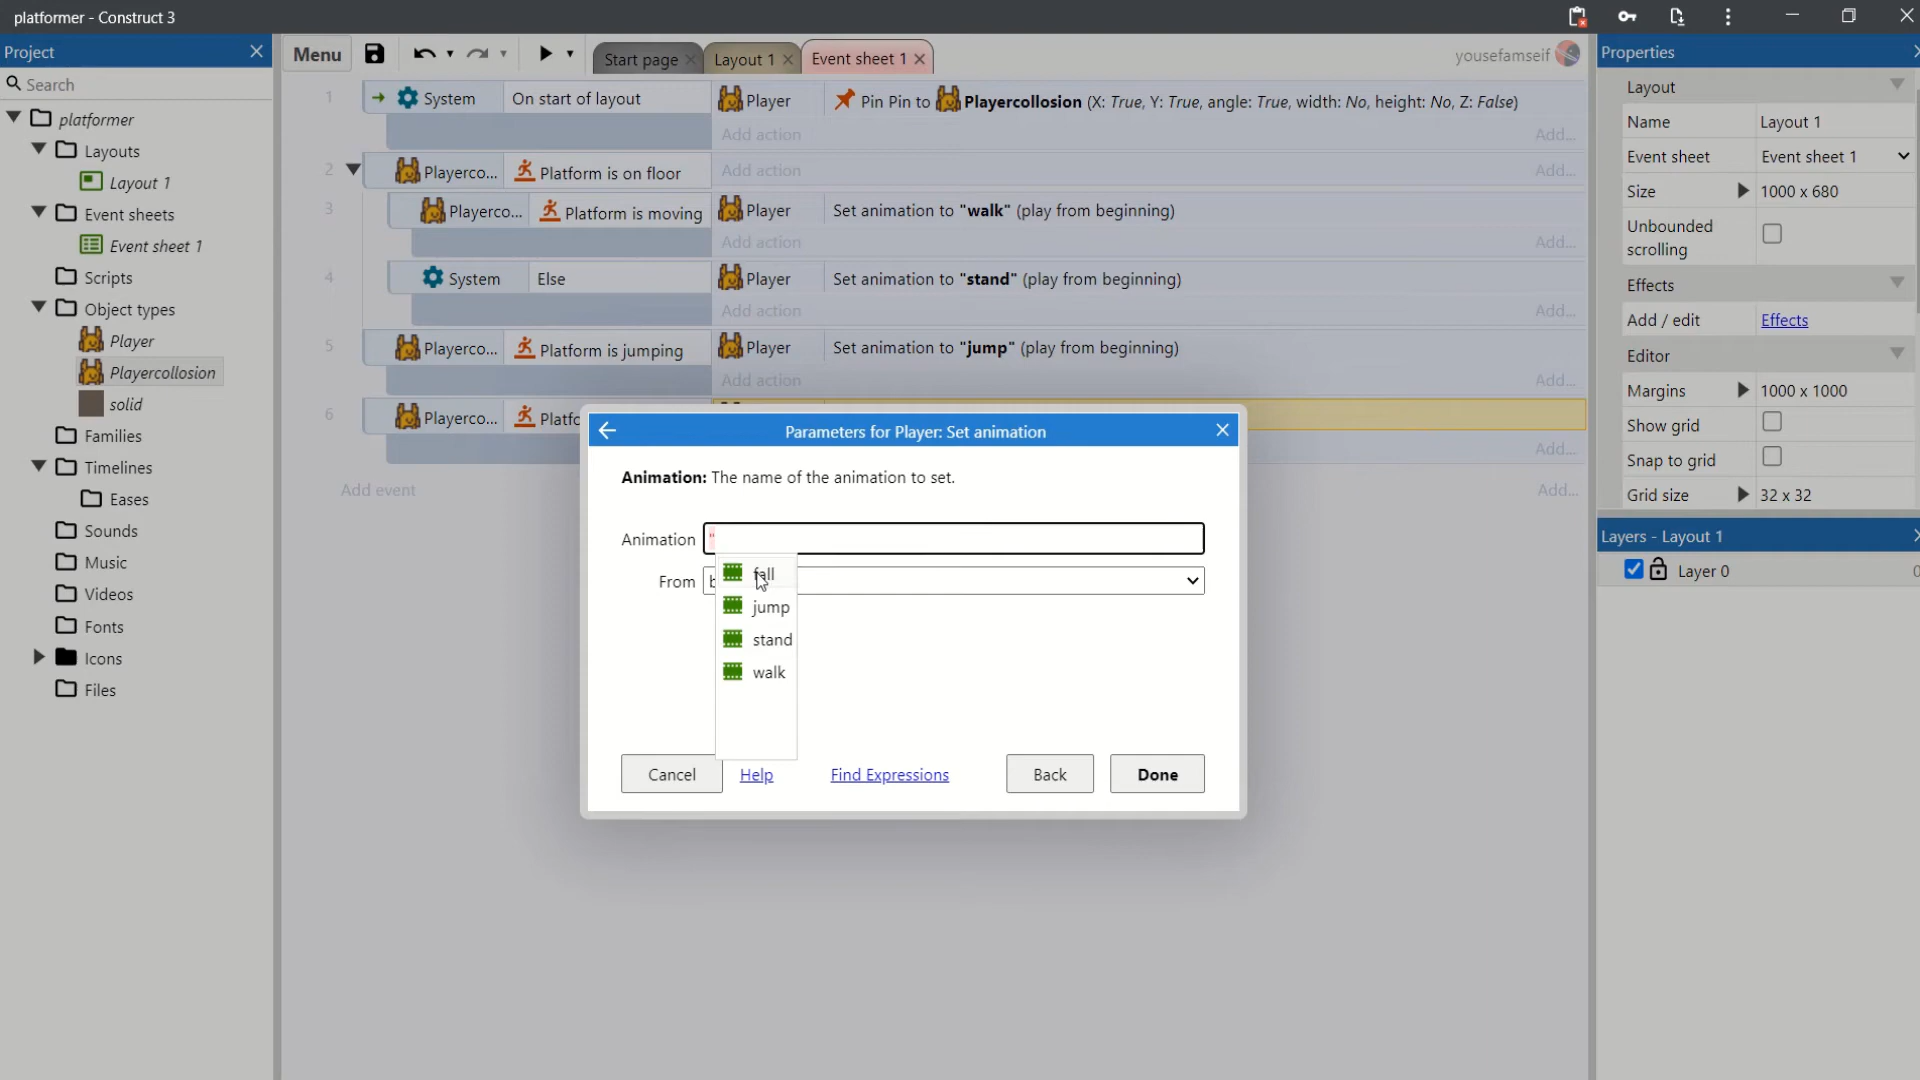 platformer - Construct 3
Project
Search
platformer
Layouts
Layout 1
Event sheets
Event sheet 1
Scripts
Object types
Player
Playercollosion
solid
Families
Timelines
Eases
Sounds
Music
Videos
Fonts
Icons
Files
Menu
Start page
Layout 1
Event sheet 1
yousefamseif
1 System On start of layout Player Pin Pin to Playercollosion (X: True, Y: True, angle: True, width: No, height: No, Z: False)
Add action Add...
2 Playerco... Platform is on floor Add action Add...
3 Playerco... Platform is moving Player Set animation to "walk" (play from beginning)
Add action Add...
4 System Else Player Set animation to "stand" (play from beginning)
Add action Add...
5 Playerco... Platform is jumping Player Set animation to "jump" (play from beginning)
Add action Add...
6 Playerco...
Add...
Add event Add...
Parameters for Player: Set animation
Animation: The name of the animation to set.
Animation "
From
fall
jump
stand
walk
Cancel
Help
Find Expressions
Back
Done
Properties
Layout
Name Layout 1
Event sheet Event sheet 1
Size 1000 x 680
Unbounded
scrolling
Effects
Add / edit Effects
Editor
Margins 1000 x 1000
Show grid
Snap to grid
Grid size 32 x 32
Layers - Layout 1
Layer 0 0